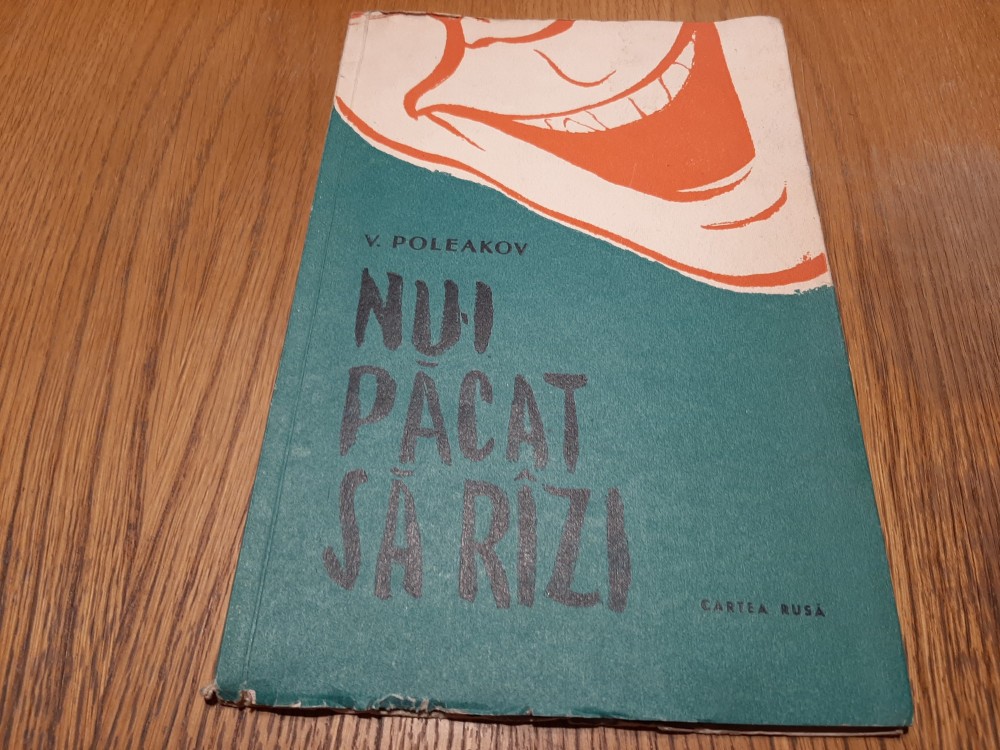 V. POLEAKOV
NU-I
PĂCAT
SĂ RÎZI
CARTEA RUSĂ